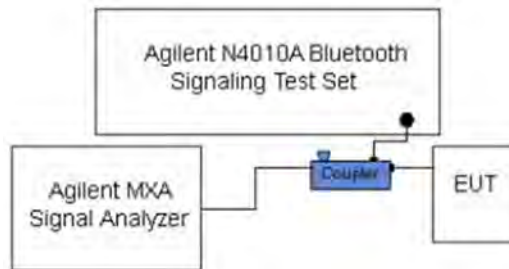 Agilent N4010A Bluetooth
Signaling Test Set
Agilent MXA
Signal Analyzer
Coupler
EUT